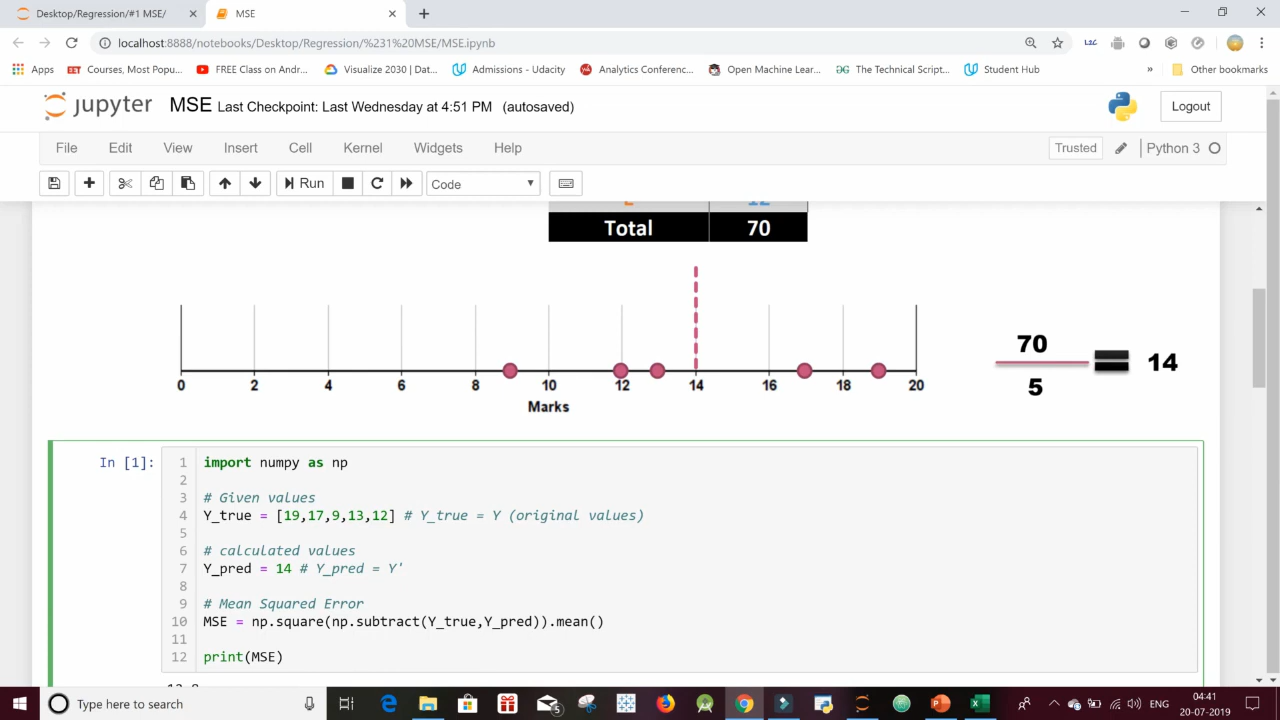 Desktop/Regression/#1 MSE/
MSE
localhost:8888/notebooks/Desktop/Regression/%231%20MSE/MSE.ipynb
Apps
Courses, Most Popu...
FREE Class on Andr...
Visualize 2030 | Dat...
Admissions - Udacity
Analytics Conferenc...
Open Machine Lear...
The Technical Script...
Student Hub
»
Other bookmarks
jupyter MSE Last Checkpoint: Last Wednesday at 4:51 PM (autosaved)
Logout
File Edit View Insert Cell Kernel Widgets Help
Trusted
Python 3
Run
Code
Total 70
70
5
14
0 2 4 6 8 10 12 14 16 18 20
Marks
In [1]:
1 import numpy as np
2
3 # Given values
4 Y_true = [19,17,9,13,12] # Y_true = Y (original values)
5
6 # calculated values
7 Y_pred = 14 # Y_pred = Y'
8
9 # Mean Squared Error
10 MSE = np.square(np.subtract(Y_true,Y_pred)).mean()
11
12 print(MSE)
Type here to search
5
04:41
ENG
20-07-2019